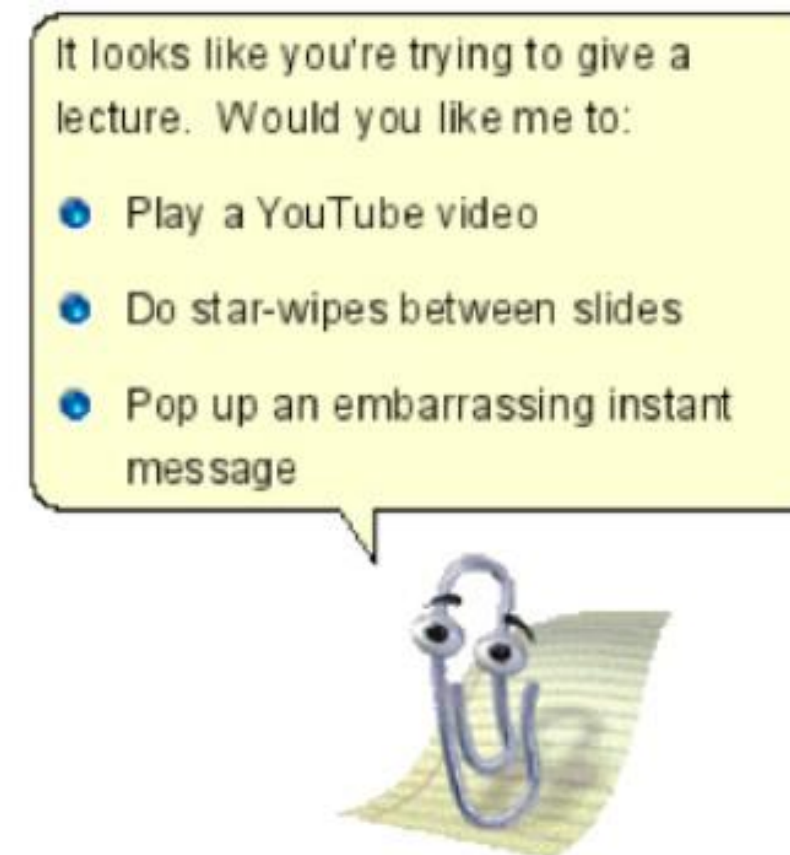 It looks like you're trying to give a
lecture. Would you like me to:
Play a YouTube video
Do star-wipes between slides
Pop up an embarrassing instant
message